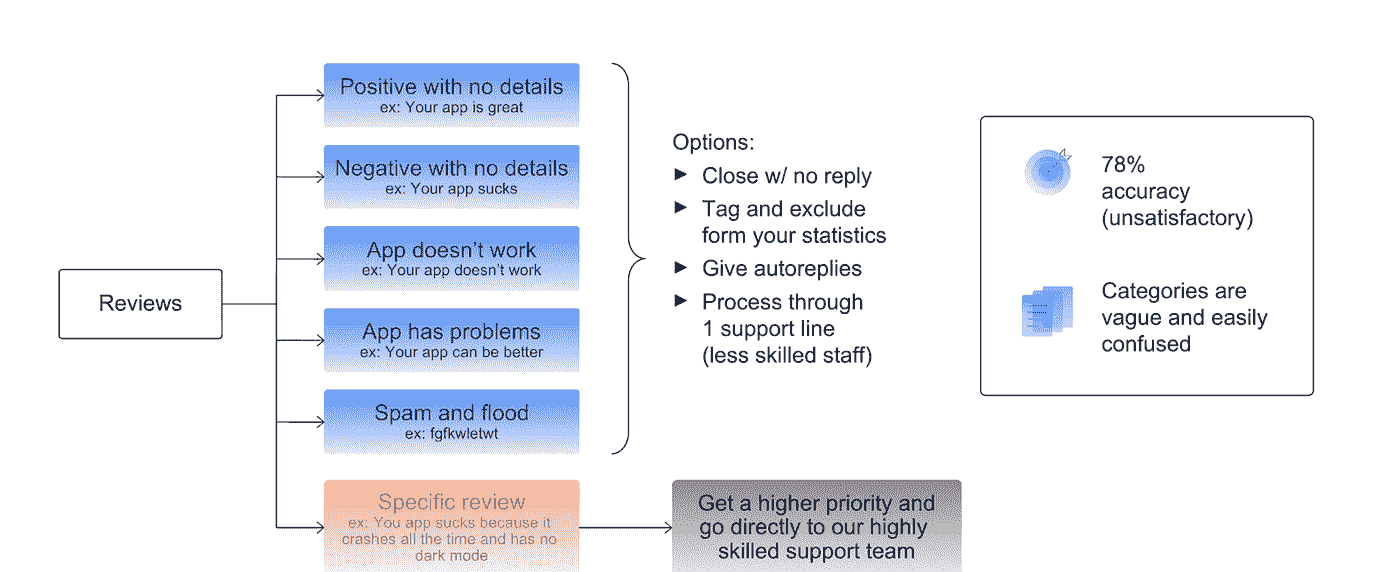 Reviews
Positive with no details
ex: Your app is great
Negative with no details
ex: Your app sucks
App doesn't work
ex: Your app doesn't work
App has problems
ex: Your app can be better
Spam and flood
ex: fgfkwletwt
Specific review
ex: You app sucks because it
crashes all the time and has no
dark mode
Options:
► Close w/ no reply
► Tag and exclude
form your statistics
► Give autoreplies
► Process through
1 support line
(less skilled staff)
Get a higher priority and
go directly to our highly
skilled support team
78%
accuracy
(unsatisfactory)
Categories are
vague and easily
confused